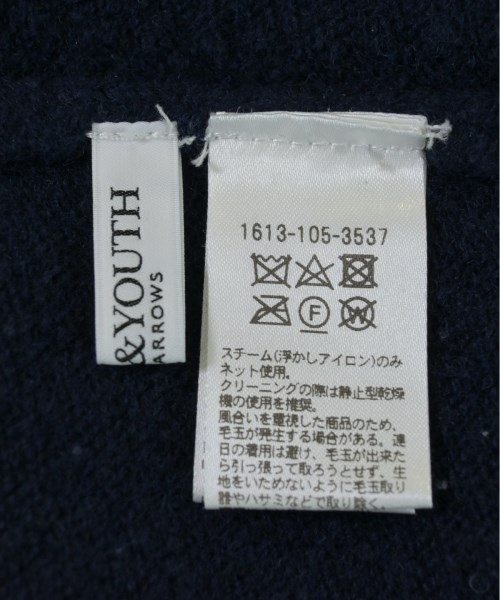 &YOUTH
ARROWS
1613-105-3537
F
W
スチーム(浮かしアイロン)のみ
ネット使用。
クリーニングの際は静止型乾燥
機の使用を推奨。
風合いを重視した商品のため、
毛玉が発生する場合がある。連
日の着用は避け、毛玉が出来た
ら引っ張って取ろうとせず、生
地をいためないように毛玉取り
器やハサミなどで取り除く。